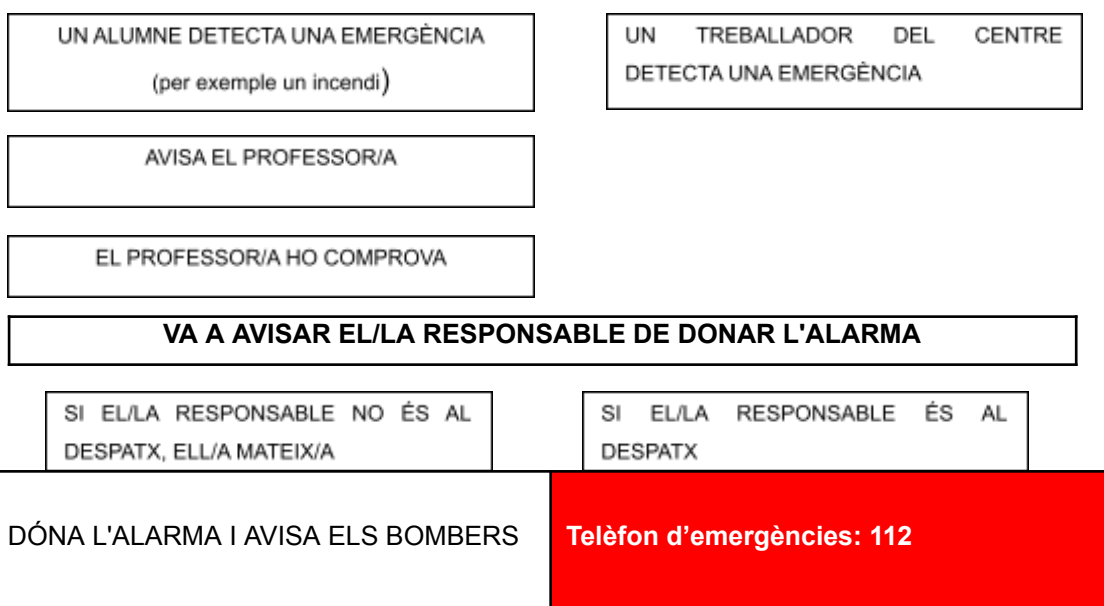 UN ALUMNE DETECTA UNA EMERGÈNCIA
(per exemple un incendi)
UN TREBALLADOR DEL CENTRE
DETECTA UNA EMERGÈNCIA
AVISA EL PROFESSOR/A
EL PROFESSOR/A HO COMPROVA
VA A AVISAR EL/LA RESPONSABLE DE DONAR L'ALARMA
SI EL/LA RESPONSABLE NO ÉS AL
DESPATX, ELL/A MATEIX/A
SI EL/LA RESPONSABLE ÉS AL
DESPATX
DÓNA L'ALARMA I AVISA ELS BOMBERS
Telèfon d’emergències: 112